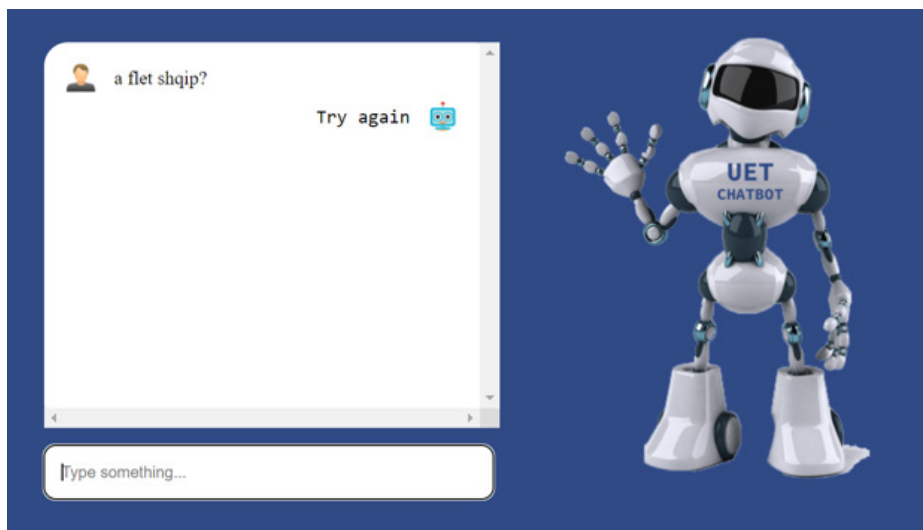 a flet shqip?
Try again
Type something...
UET
CHATBOT